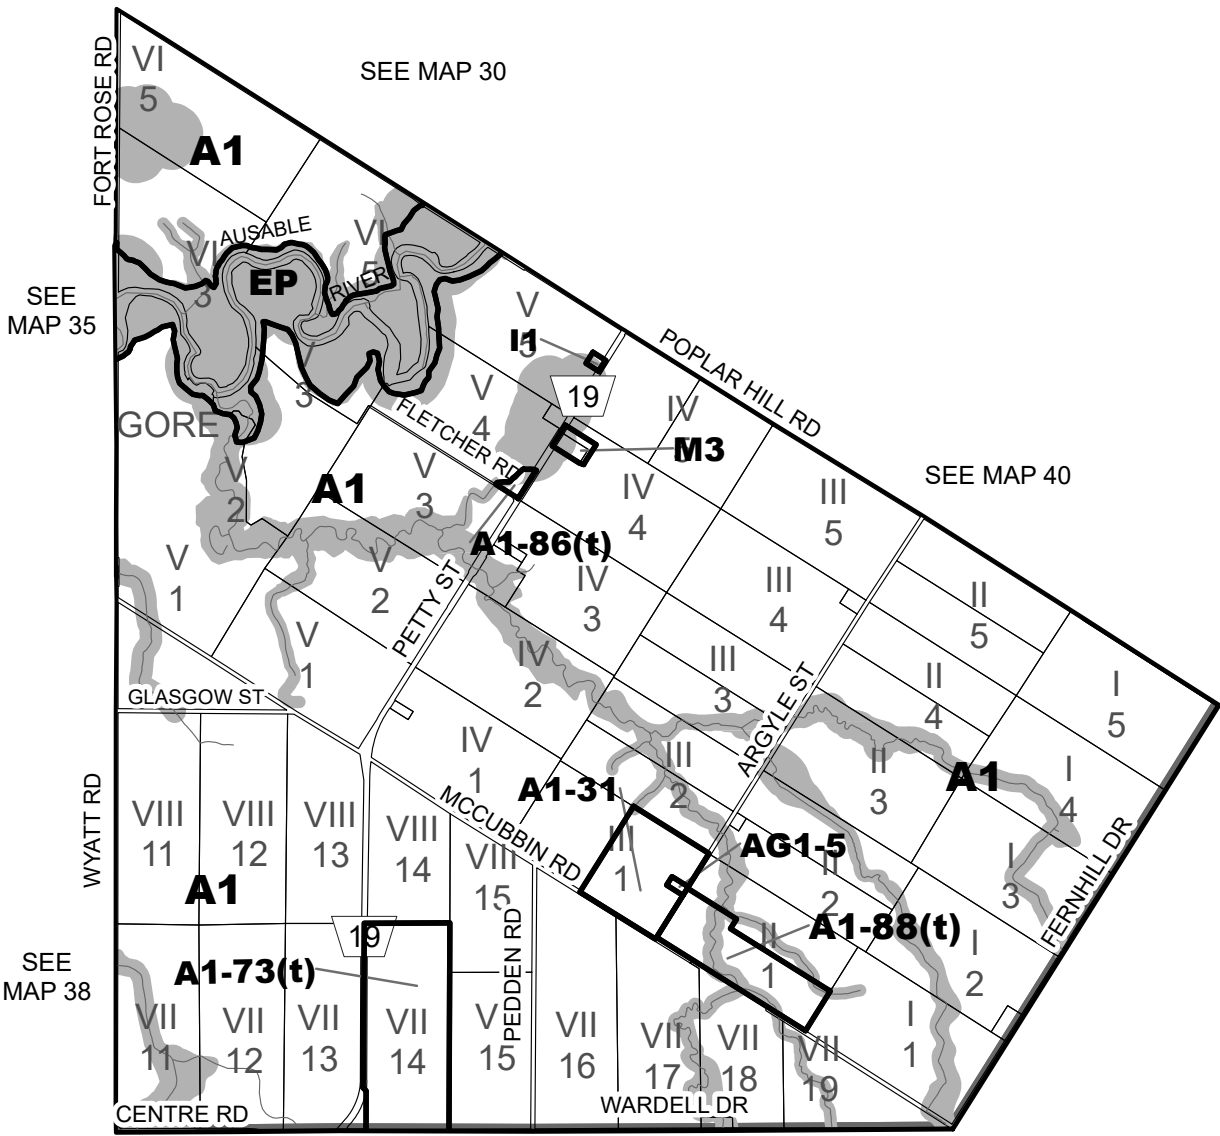 VI
5
FORT ROSE RD
SEE MAP 30
A1
AUSABLE
VI
3
VI
5
EP
RIVER
SEE
MAP 35
V
5
I1
19
POPLAR HILL RD
V
3
V
4
FLETCHER RD
IV
M3
GORE
SEE MAP 40
V
2
A1
V
3
IV
4
III
5
A1-86(t)
V
1
V
2
PETTY ST
IV
3
III
4
II
5
V
1
IV
2
III
3
ARGYLE ST
II
4
I
5
GLASGOW ST
IV
1
III
2
II
3
A1
I
4
A1-31
MCCUBBIN RD
WYATT RD
VIII
11
VIII
12
VIII
13
VIII
14
VIII
15
III
1
AG1-5
II
2
I
3
FERNHILL DR
A1
19
PEDDEN RD
A1-88(t)
II
1
I
2
SEE
MAP 38
A1-73(t)
VII
11
VII
12
VII
13
VII
14
V
15
VII
16
VII
17
VII
18
VII
19
I
1
CENTRE RD
WARDELL DR